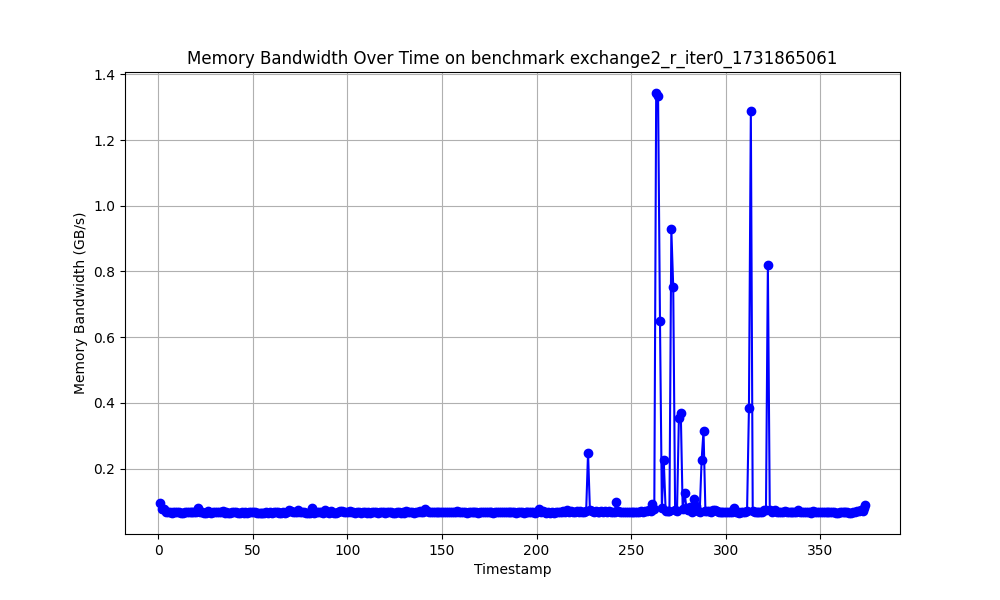 Memory Bandwidth Over Time on benchmark exchange2_r_iter0_1731865061
1.4
1.2
1.0
0.8
0.6
0.4
0.2
Memory Bandwidth (GB/s)
0 50 100 150 200 250 300 350
Timestamp